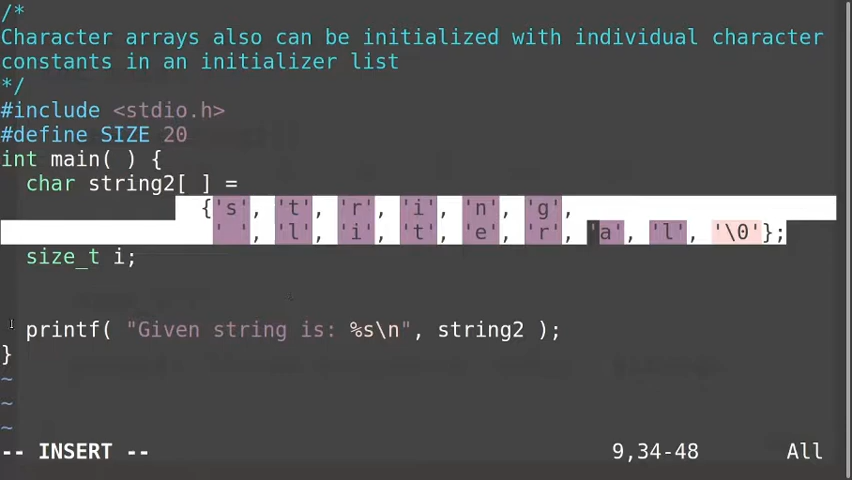 /*
Character arrays also can be initialized with individual character
constants in an initializer list
*/
#include <stdio.h>
#define SIZE 20
int main( ) {
  char string2[ ] =
                {'s', 't', 'r', 'i', 'n', 'g',
                 ' ', 'l', 'i', 't', 'e', 'r', 'a', 'l', '\0'};
  size_t i;
  printf( "Given string is: %s\n", string2 );
}
~
~
~
-- INSERT --                                      9,34-48         All